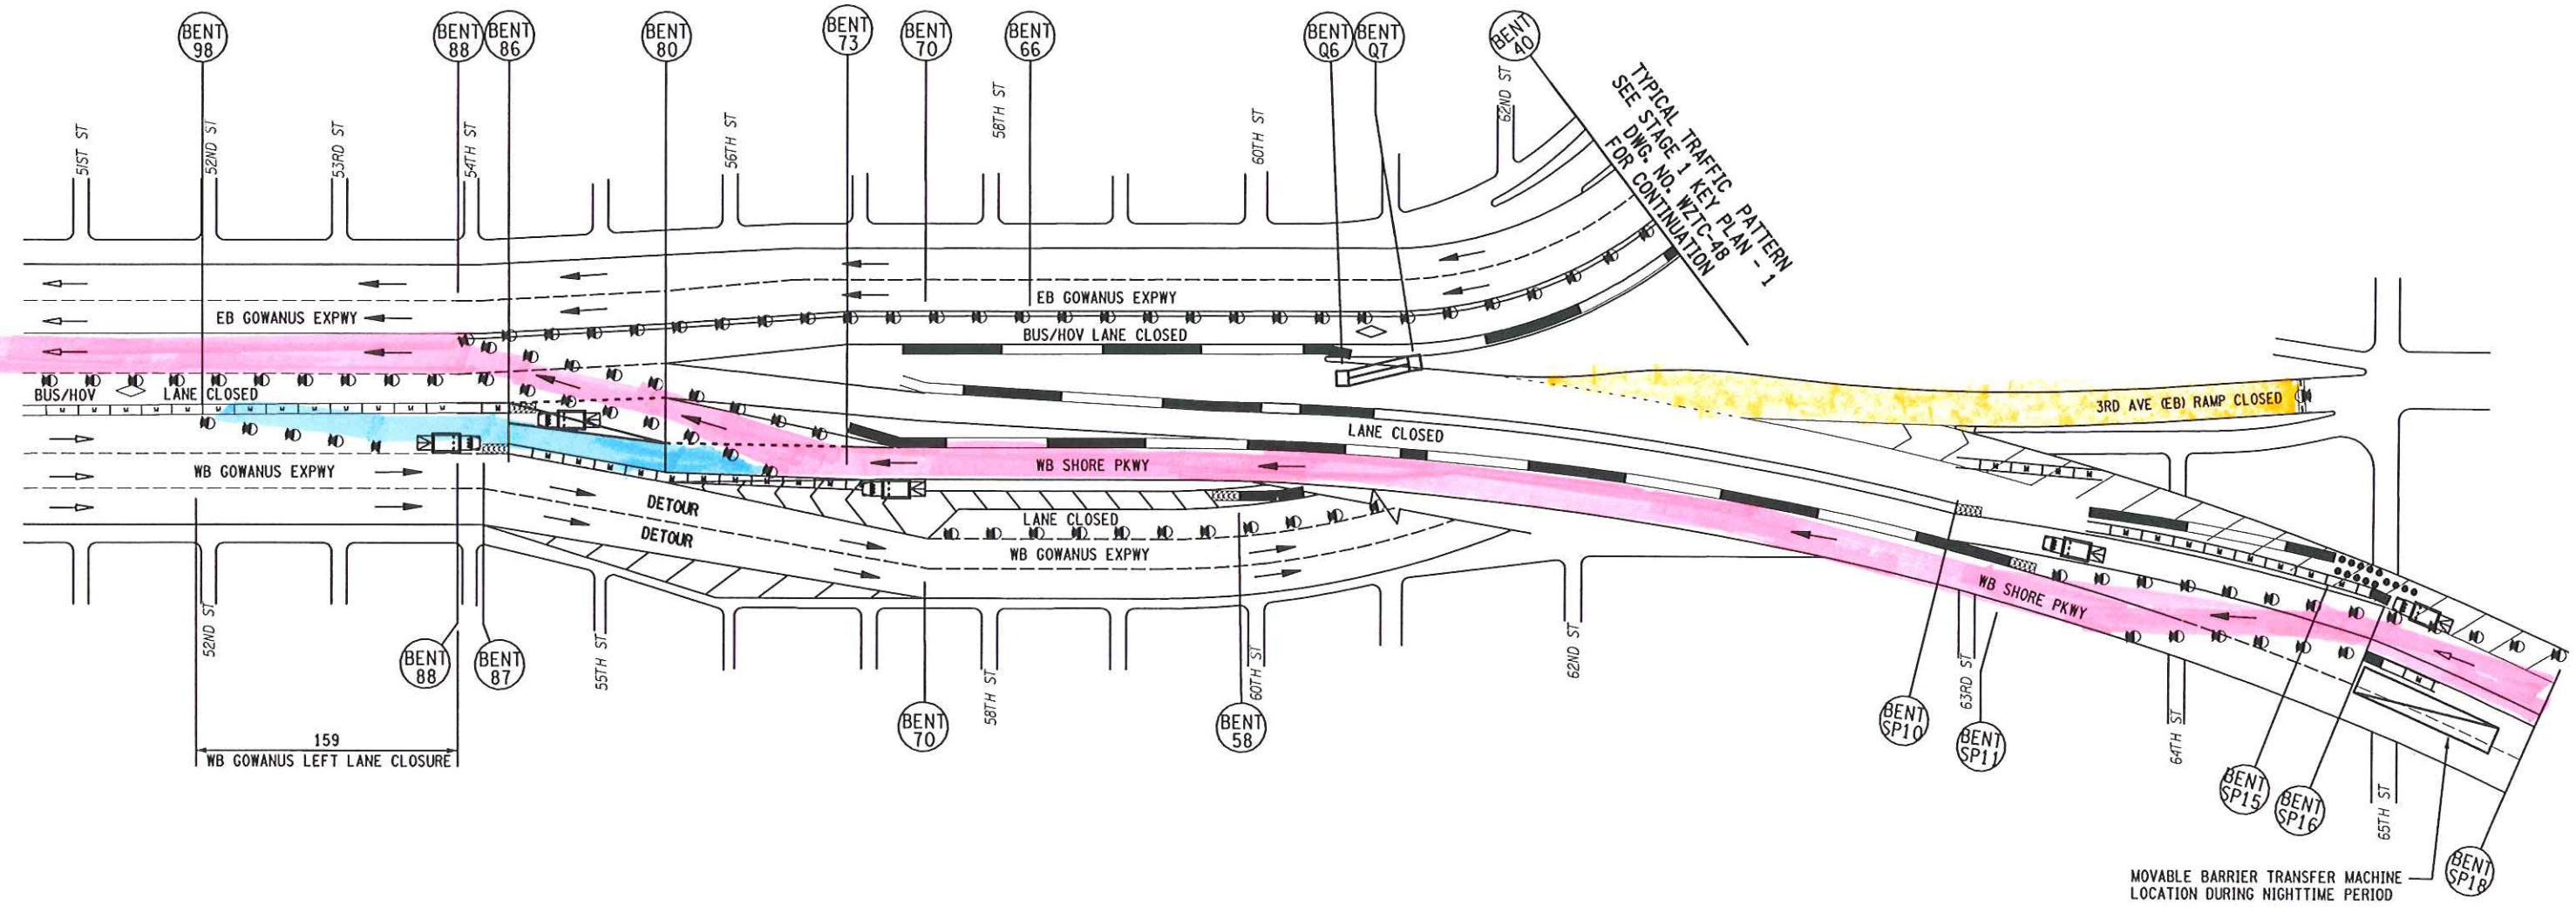 BENT
98
BENT
88
BENT
86
BENT
80
BENT
73
BENT
70
BENT
66
BENT
Q6
BENT
Q7
BENT
40
51ST ST
52ND ST
53RD ST
54TH ST
56TH ST
58TH ST
60TH ST
62ND ST
TYPICAL TRAFFIC PATTERN
SEE STAGE 1 KEY PLAN - 1
DWG. NO. WZTC-4B
FOR CONTINUATION
EB GOWANUS EXPWY
EB GOWANUS EXPWY
BUS/HOV LANE CLOSED
BUS/HOV LANE CLOSED
3RD AVE (EB) RAMP CLOSED
LANE CLOSED
WB SHORE PKWY
WB GOWANUS EXPWY
DETOUR
DETOUR
LANE CLOSED
WB GOWANUS EXPWY
WB SHORE PKWY
52ND ST
BENT
88
BENT
87
55TH ST
BENT
70
58TH ST
60TH ST
BENT
58
62ND ST
BENT
SP10
63RD ST
BENT
SP11
64TH ST
BENT
SP15
BENT
SP16
65TH ST
BENT
SP18
159
WB GOWANUS LEFT LANE CLOSURE
MOVABLE BARRIER TRANSFER MACHINE
LOCATION DURING NIGHTTIME PERIOD